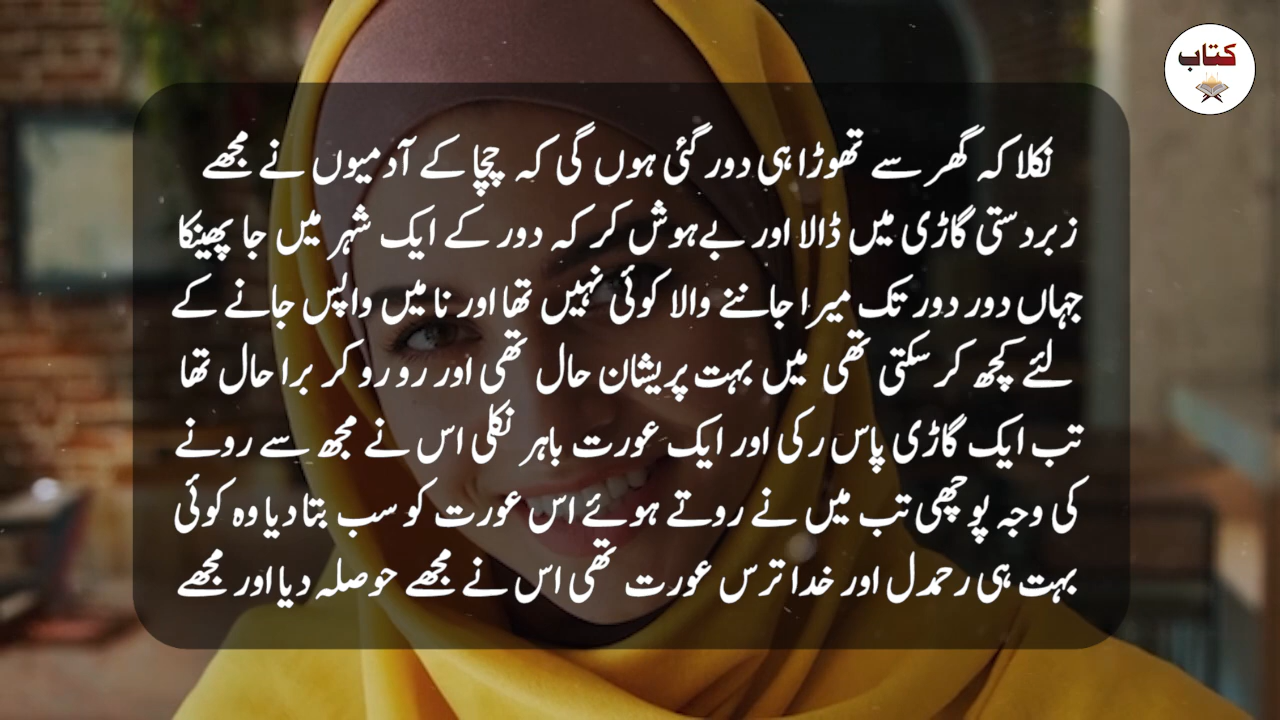 کتاب
نکلا کہ گھر سے تھوڑا ہی دور گئی ہوں گی کہ چچا کے آدمیوں نے مجھے
زبردستی گاڑی میں ڈالا اور بےہوش کر کہ دور کے ایک شہر میں جا پھینکا
جہاں دور دور تک میرا جاننے والا کوئی نہیں تھا اور نا میں واپس جانے کے
لئے کچھ کر سکتی تھی میں بہت پریشان حال تھی اور رو رو کر برا حال تھا
تب ایک گاڑی پاس رکی اور ایک عورت باہر نکلی اس نے مجھ سے رونے
کی وجہ پوچھی تب میں نے روتے ہوئے اس عورت کو سب بتا دیا وہ کوئی
بہت ہی رحمدل اور خدا ترس عورت تھی اس نے مجھے حوصلہ دیا اور مجھے